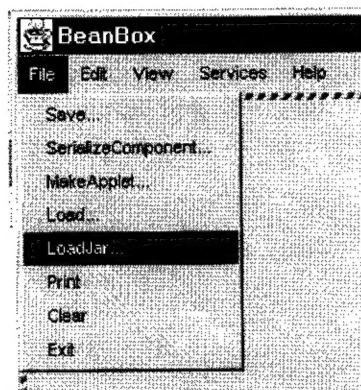 BeanBox
File Edit View Services Help
Save...
SerializeComponent...
MakeApplet...
Load...
LoadJar...
Print
Clear
Exit